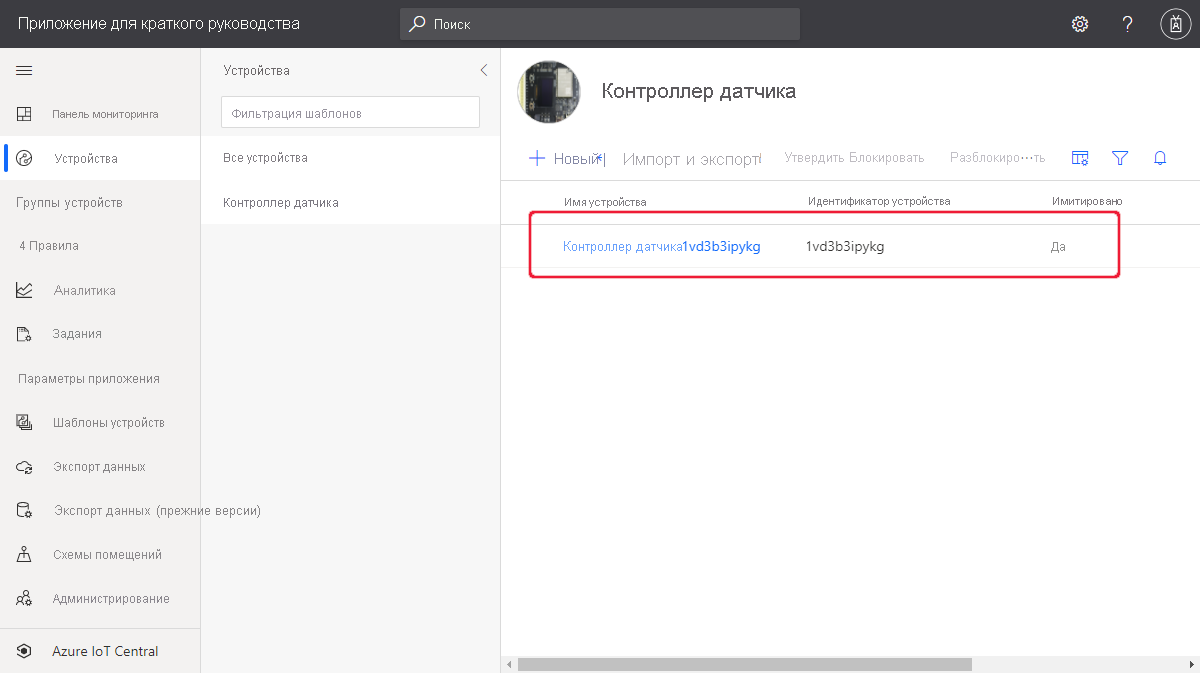 Приложение для краткого руководства
Поиск
Панель мониторинга
Устройства
Группы устройств
4 Правила
Аналитика
Задания
Параметры приложения
Шаблоны устройств
Экспорт данных
Экспорт данных (прежние версии)
Схемы помещений
Администрирование
Azure IoT Central
Устройства
Фильтрация шаблонов
Все устройства
Контроллер датчика
Контроллер датчика
Новый Импорт и экспорт Утвердить Блокировать Разблокиро···ть
Имя устройства Идентификатор устройства Имитировано
Контроллер датчика1vd3b3ipykg 1vd3b3ipykg Да